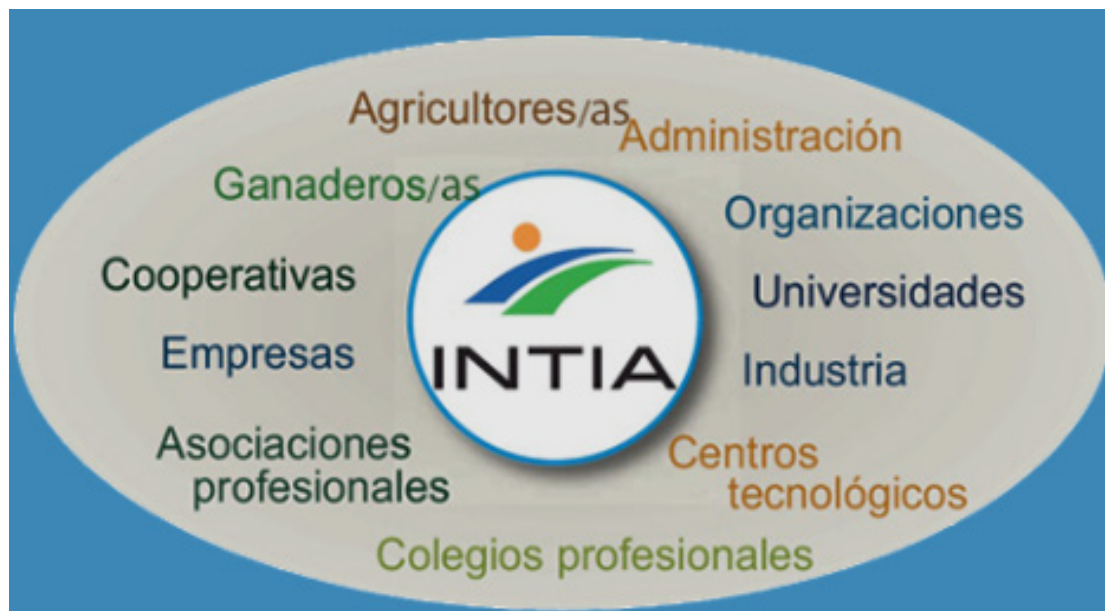 Agricultores/as
Administración
Ganaderos/as
Organizaciones
Cooperativas
Universidades
Empresas
INTIA
Industria
Asociaciones
profesionales
Centros
tecnológicos
Colegios profesionales